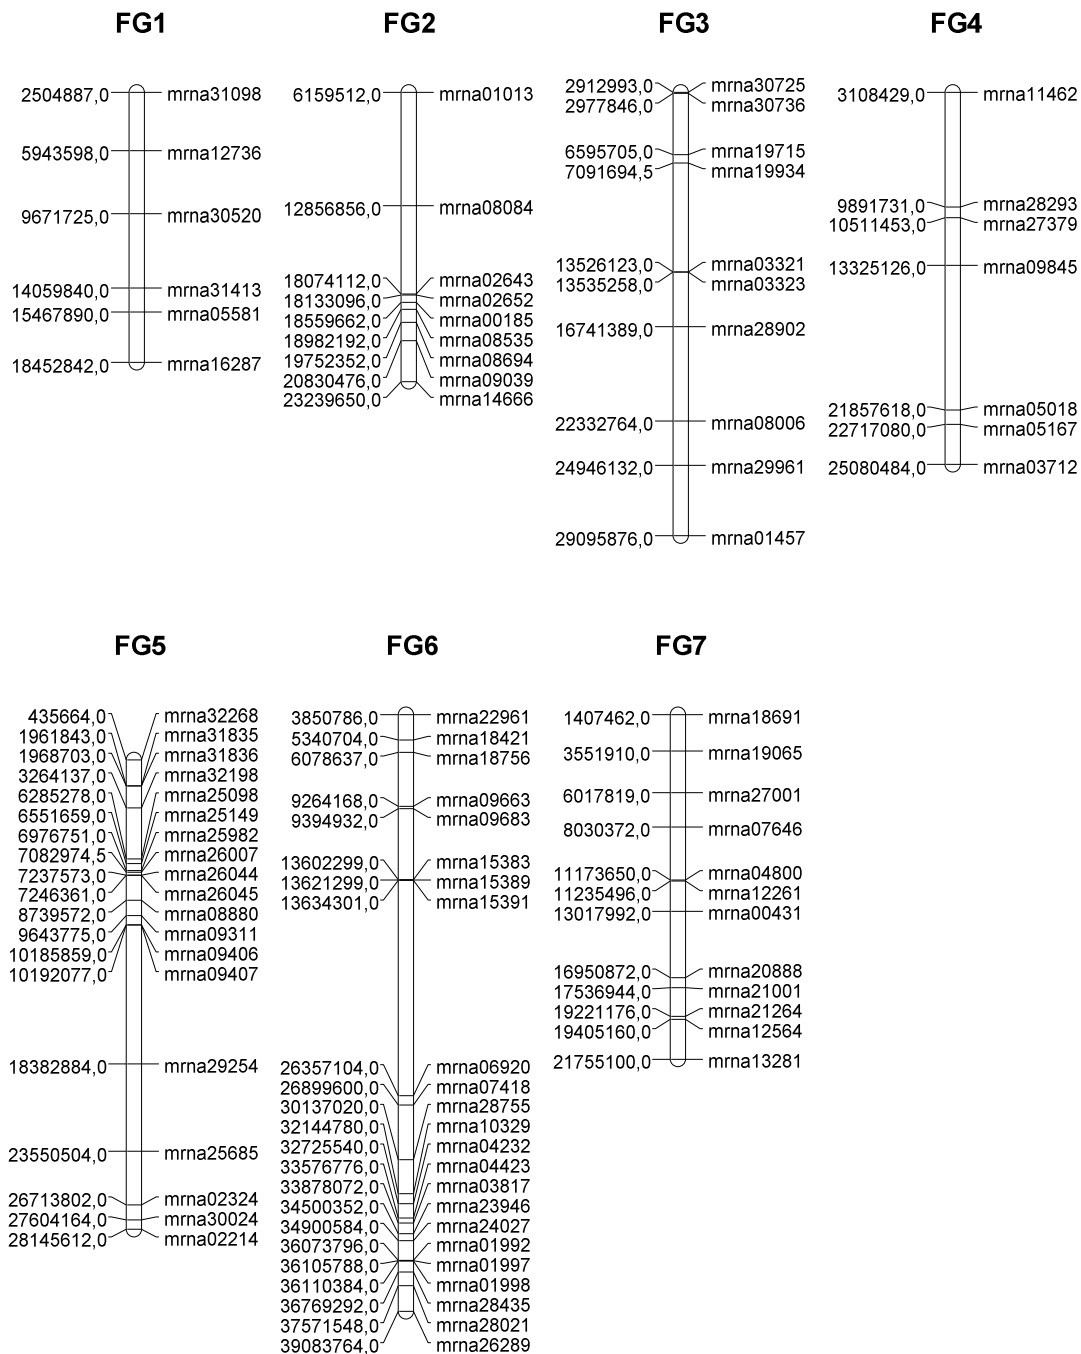 FG1
2504887,0 mrna31098
5943598,0 mrna12736
9671725,0 mrna30520
14059840,0 mrna31413
15467890,0 mrna05581
18452842,0 mrna16287
FG2
6159512,0 mrna01013
12856856,0 mrna08084
18074112,0 mrna02643
18133096,0 mrna02652
18559662,0 mrna00185
18982192,0 mrna08535
19752352,0 mrna08694
20830476,0 mrna09039
23239650,0 mrna14666
FG3
2912993,0 mrna30725
2977846,0 mrna30736
6595705,0 mrna19715
7091694,5 mrna19934
13526123,0 mrna03321
13535258,0 mrna03323
16741389,0 mrna28902
22332764,0 mrna08006
24946132,0 mrna29961
29095876,0 mrna01457
FG4
3108429,0 mrna11462
9891731,0 mrna28293
10511453,0 mrna27379
13325126,0 mrna09845
21857618,0 mrna05018
22717080,0 mrna05167
25080484,0 mrna03712
FG5
435664,0 mrna32268
1961843,0 mrna31835
1968703,0 mrna31836
3264137,0 mrna32198
6285278,0 mrna25098
6551659,0 mrna25149
6976751,0 mrna25982
7082974,5 mrna26007
7237573,0 mrna26044
7246361,0 mrna26045
8739572,0 mrna08880
9643775,0 mrna09311
10185859,0 mrna09406
10192077,0 mrna09407
18382884,0 mrna29254
23550504,0 mrna25685
26713802,0 mrna02324
27604164,0 mrna30024
28145612,0 mrna02214
FG6
3850786,0 mrna22961
5340704,0 mrna18421
6078637,0 mrna18756
9264168,0 mrna09663
9394932,0 mrna09683
13602299,0 mrna15383
13621299,0 mrna15389
13634301,0 mrna15391
26357104,0 mrna06920
26899600,0 mrna07418
30137020,0 mrna28755
32144780,0 mrna10329
32725540,0 mrna04232
33576776,0 mrna04423
33878072,0 mrna03817
34500352,0 mrna23946
34900584,0 mrna24027
36073796,0 mrna01992
36105788,0 mrna01997
36110384,0 mrna01998
36769292,0 mrna28435
37571548,0 mrna28021
39083764,0 mrna26289
FG7
1407462,0 mrna18691
3551910,0 mrna19065
6017819,0 mrna27001
8030372,0 mrna07646
11173650,0 mrna04800
11235496,0 mrna12261
13017992,0 mrna00431
16950872,0 mrna20888
17536944,0 mrna21001
19221176,0 mrna21264
19405160,0 mrna12564
21755100,0 mrna13281